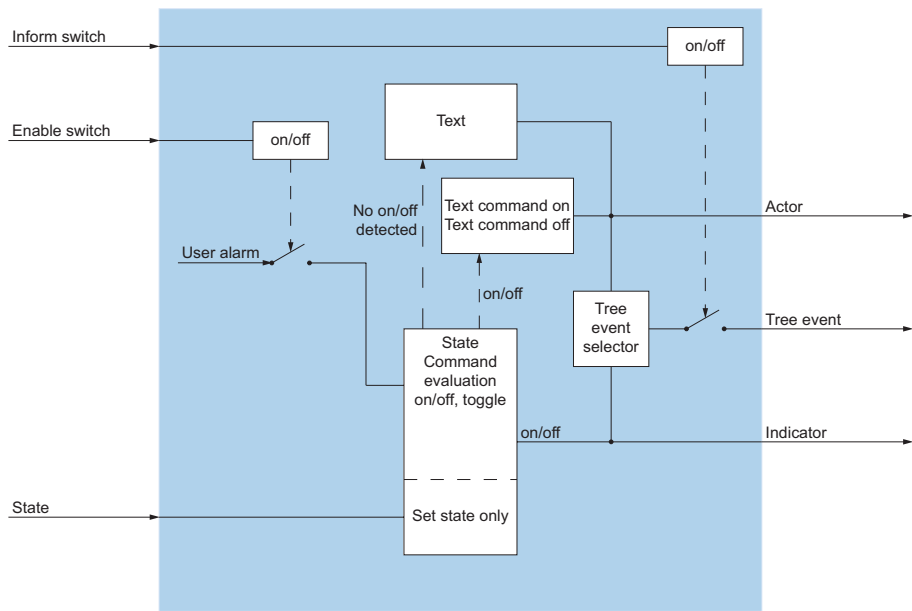 Inform switch
on/off
Text
Enable switch
on/off
No on/off
detected
Text command on
Text command off
Actor
User alarm
on/off
Tree
event
selector
Tree event
State
Command
evaluation
on/off, toggle
on/off
Indicator
State
Set state only